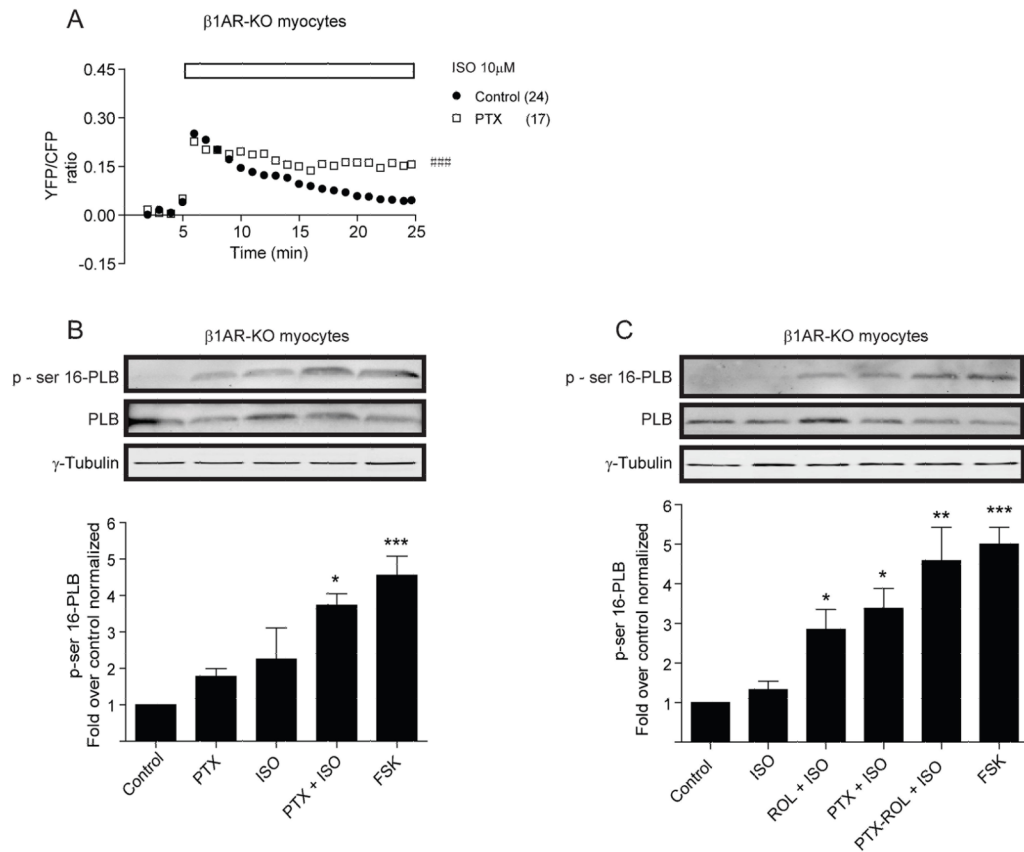 A
β1AR-KO myocytes
ISO 10μM
Control (24)
PTX (17)
0.45
0.30
0.15
0.00
-0.15
YFP/CFP
ratio
###
5 10 15 20 25
Time (min)
B
β1AR-KO myocytes
p - ser 16-PLB
PLB
γ-Tubulin
6
5
4
3
2
1
p-ser 16-PLB
Fold over control normalized
*
***
Control
PTX
ISO
PTX + ISO
FSK
C
β1AR-KO myocytes
p - ser 16-PLB
PLB
γ-Tubulin
6
5
4
3
2
1
p-ser 16-PLB
Fold over control normalized
*
*
**
***
Control
ISO
ROL + ISO
PTX + ISO
PTX-ROL + ISO
FSK